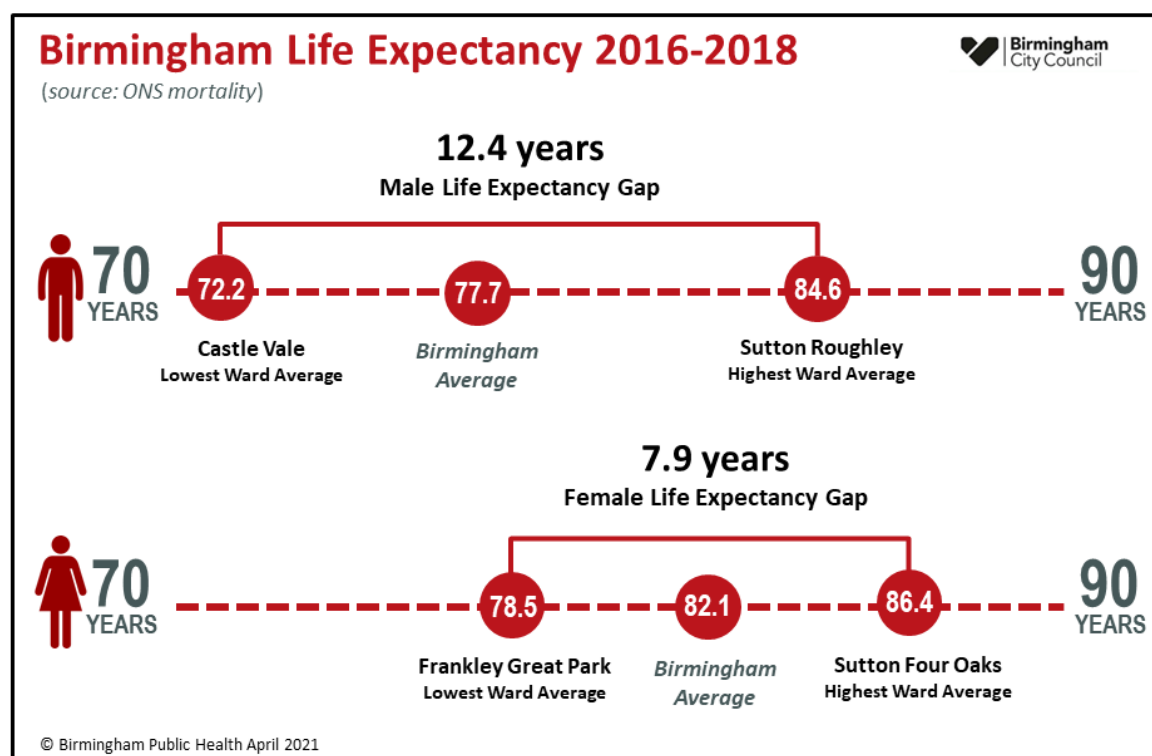 Birmingham Life Expectancy 2016-2018
Birmingham
City Council
(source: ONS mortality)
12.4 years
Male Life Expectancy Gap
70
YEARS
72.2
77.7
84.6
90
YEARS
Castle Vale
Lowest Ward Average
Birmingham
Average
Sutton Roughley
Highest Ward Average
7.9 years
Female Life Expectancy Gap
70
YEARS
78.5
82.1
86.4
90
YEARS
Frankley Great Park
Lowest Ward Average
Birmingham
Average
Sutton Four Oaks
Highest Ward Average
© Birmingham Public Health April 2021